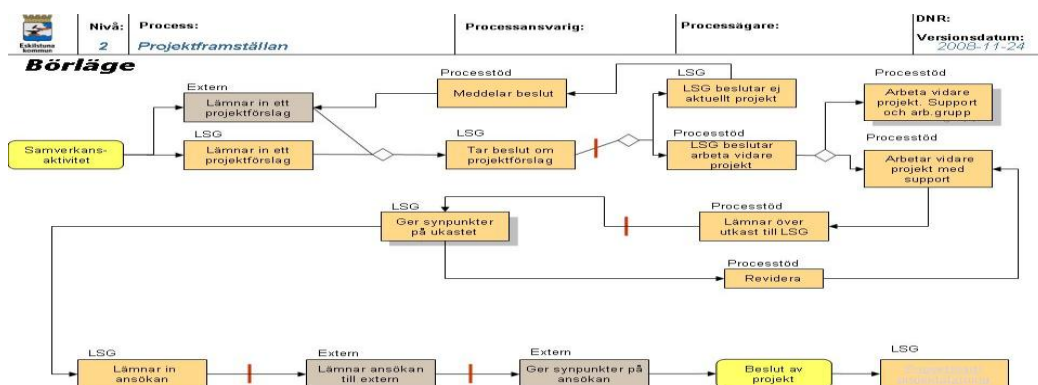 Eskilstuna
kommun
Nivå:
2
Process:
Projektframställan
Processansvarig:
Processägare:
DNR:
Versionsdatum:
2008-11-24
Börläge
Extern
Lämnar in ett
projektförslag
Processtöd
Meddelar beslut
LSG
LSG beslutar ej
aktuellt projekt
Processtöd
Arbeta vidare
projekt. Support
och arb.grupp
Samverkans-
aktivitet
LSG
Lämnar in ett
projektförslag
LSG
Tar beslut om
projektförslag
Processtöd
LSG beslutar
arbeta vidare
projekt
Processtöd
Arbetar vidare
projekt med
support
LSG
Ger synpunkter
på ukastet
Processtöd
Lämnar över
utkast till LSG
Processtöd
Revidera
LSG
Lämnar in
ansökan
Extern
Lämnar ansökan
till extern
Extern
Ger synpunkter på
ansökan
Beslut av
projekt
LSG